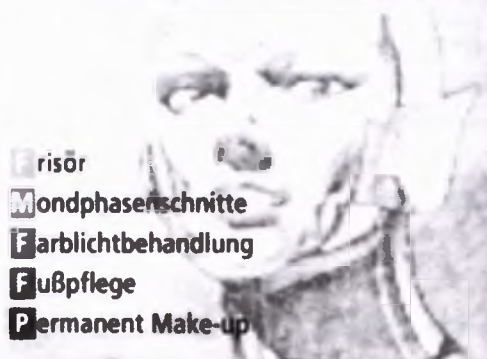 Frisör
Mondphasenschnitte
Farblichtbehandlung
Fußpflege
Permanent Make-up